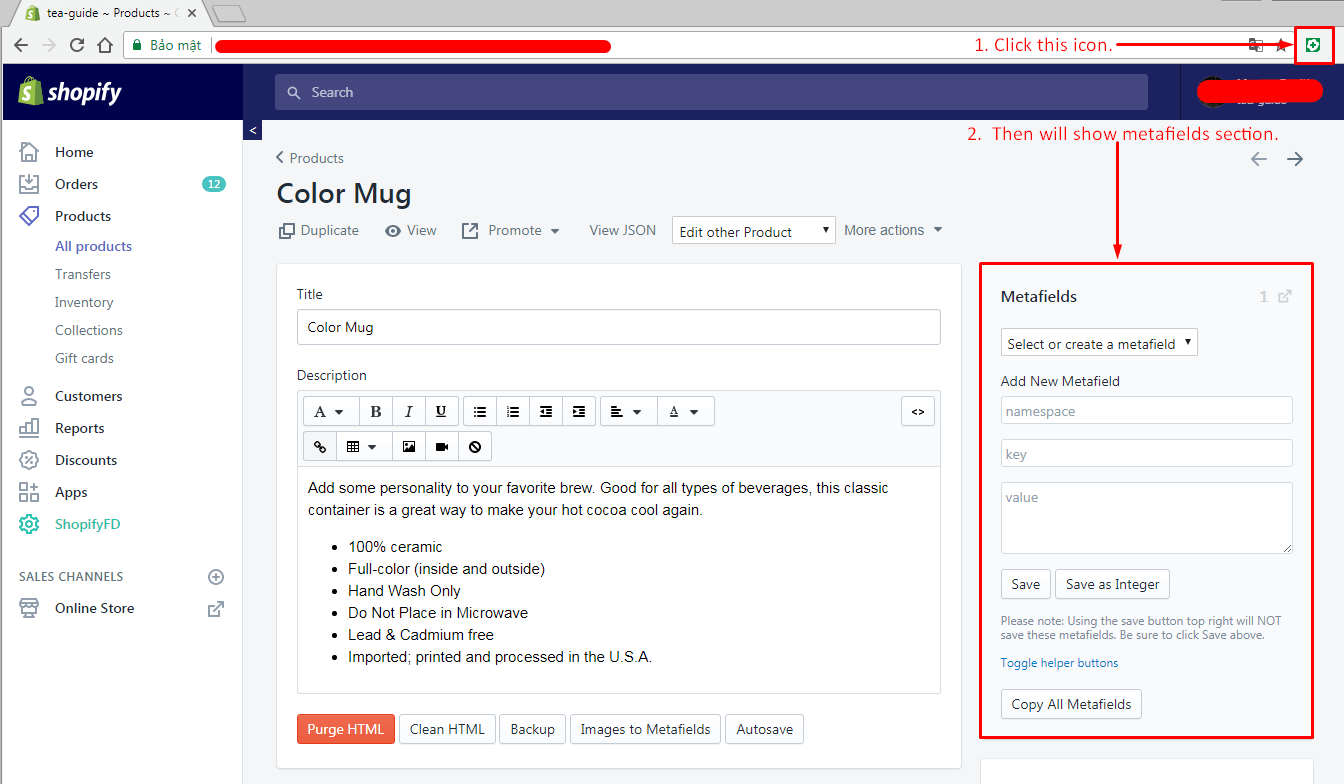 tea-guide ~ Products ~
Bảo mật
1. Click this icon.
shopify
Search
tea-guide
<
2. Then will show metafields section.
Home
Orders 12
Products
All products
Transfers
Inventory
Collections
Gift cards
Customers
Reports
Discounts
Apps
ShopifyFD
SALES CHANNELS
Online Store
Products
Color Mug
Duplicate View Promote View JSON Edit other Product More actions
Title
Color Mug
Description
A B I U A <>
Add some personality to your favorite brew. Good for all types of beverages, this classic
container is a great way to make your hot cocoa cool again.
100% ceramic
Full-color (inside and outside)
Hand Wash Only
Do Not Place in Microwave
Lead & Cadmium free
Imported; printed and processed in the U.S.A.
Purge HTML Clean HTML Backup Images to Metafields Autosave
Metafields 1
Select or create a metafield
Add New Metafield
namespace
key
value
Save Save as Integer
Please note: Using the save button top right will NOT
save these metafields. Be sure to click Save above.
Toggle helper buttons
Copy All Metafields